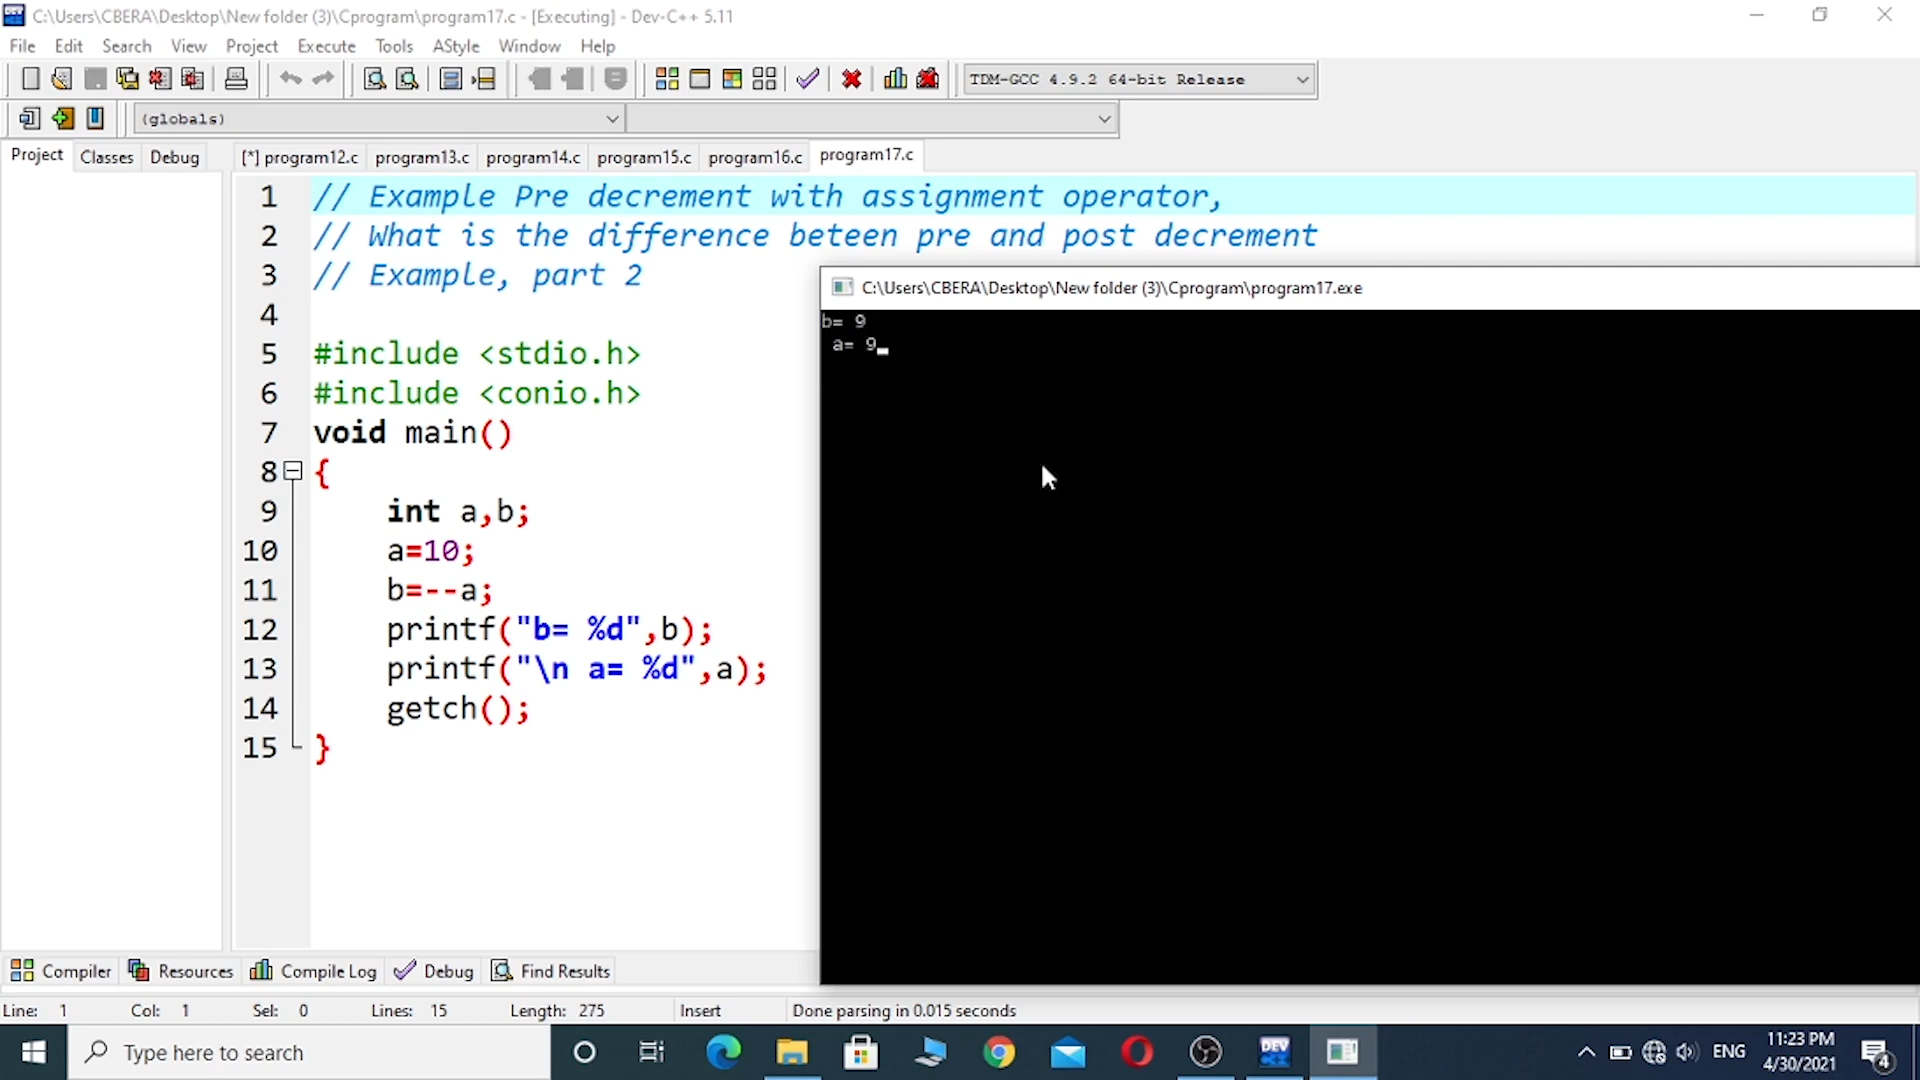 C:\Users\CBERA\Desktop\New folder (3)\Cprogram\program17.c - [Executing] - Dev-C++ 5.11
File Edit Search View Project Execute Tools AStyle Window Help
TDM-GCC 4.9.2 64-bit Release
(globals)
Project Classes Debug [*] program12.c program13.c program14.c program15.c program16.c program17.c
1 // Example Pre decrement with assignment operator,
2 // What is the difference beteen pre and post decrement
3 // Example, part 2
4
5 #include <stdio.h>
6 #include <conio.h>
7 void main()
8 {
9 int a,b;
10 a=10;
11 b=--a;
12 printf("b= %d",b);
13 printf("\n a= %d",a);
14 getch();
15 }
C:\Users\CBERA\Desktop\New folder (3)\Cprogram\program17.exe
b= 9
a= 9
Compiler Resources Compile Log Debug Find Results
Line: 1 Col: 1 Sel: 0 Lines: 15 Length: 275 Insert Done parsing in 0.015 seconds
Type here to search
DEV
ENG
11:23 PM
4/30/2021
4